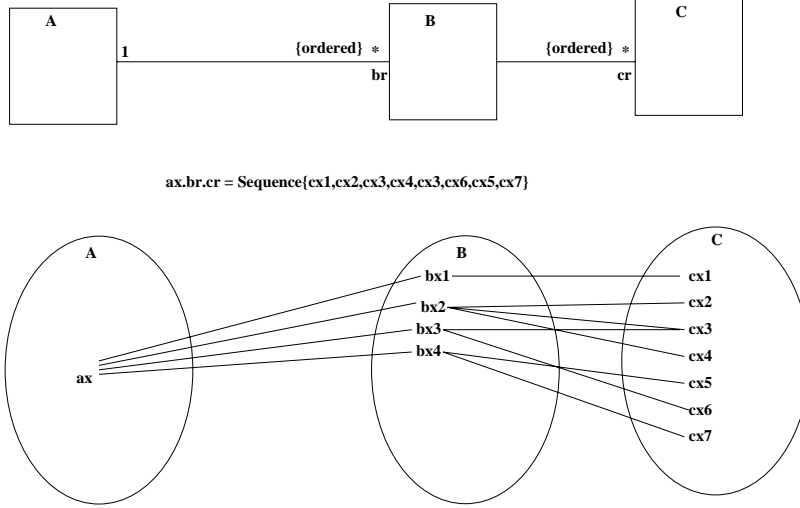 A
B
C
1
{ordered} *
{ordered} *
br
cr
ax.br.cr = Sequence{cx1,cx2,cx3,cx4,cx3,cx6,cx5,cx7}
A
B
C
bx1
cx1
bx2
cx2
bx3
cx3
bx4
cx4
ax
cx5
cx6
cx7